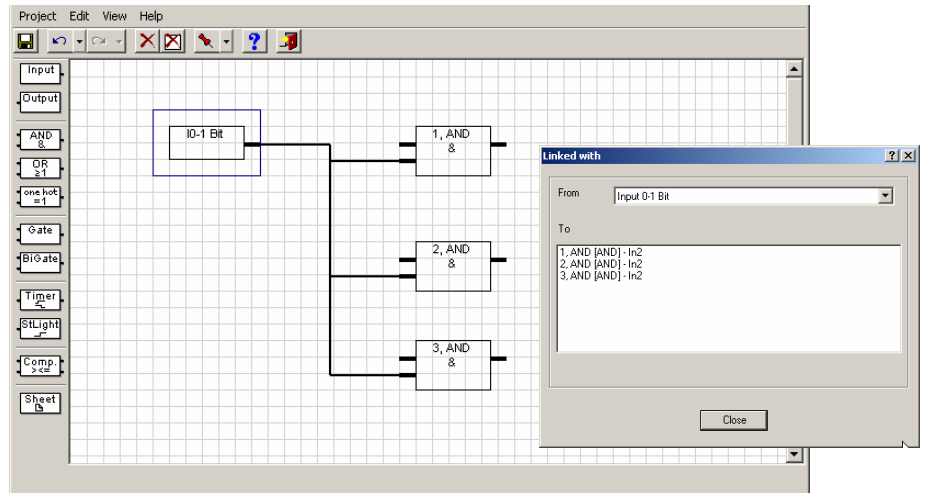 Project Edit View Help
Input
Output
AND
&
OR
≥1
one hot
=1
Gate
BiGate
Timer
StLight
Comp.
><=
Sheet
I0-1 Bit
1, AND
&
2, AND
&
3, AND
&
Linked with
From
Input 0-1 Bit
To
1, AND [AND] - In2
2, AND [AND] - In2
3, AND [AND] - In2
Close